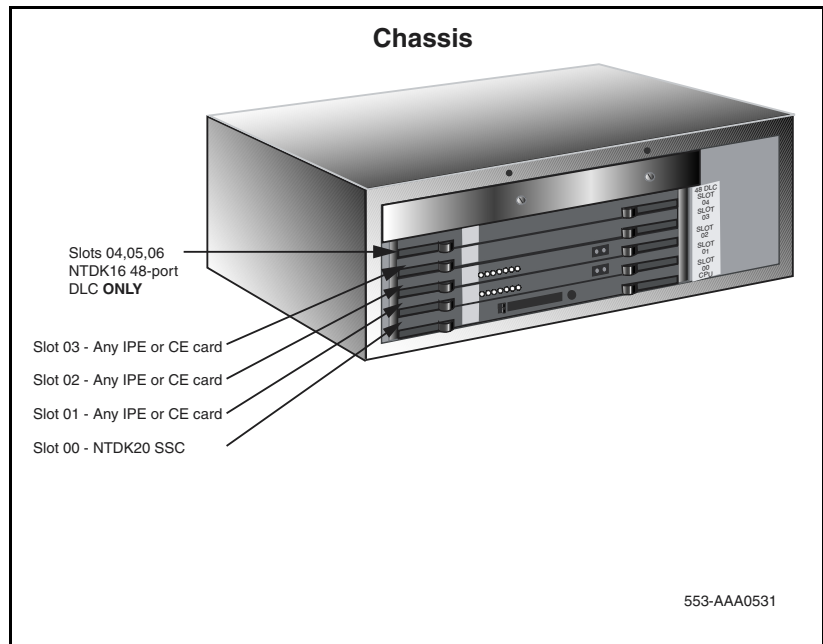 Chassis
48 DLC
SLOT
04
SLOT
03
SLOT
02
SLOT
01
SLOT
00
CPU
Slots 04,05,06
NTDK16 48-port
DLC ONLY
Slot 03 - Any IPE or CE card
Slot 02 - Any IPE or CE card
Slot 01 - Any IPE or CE card
Slot 00 - NTDK20 SSC
553-AAA0531